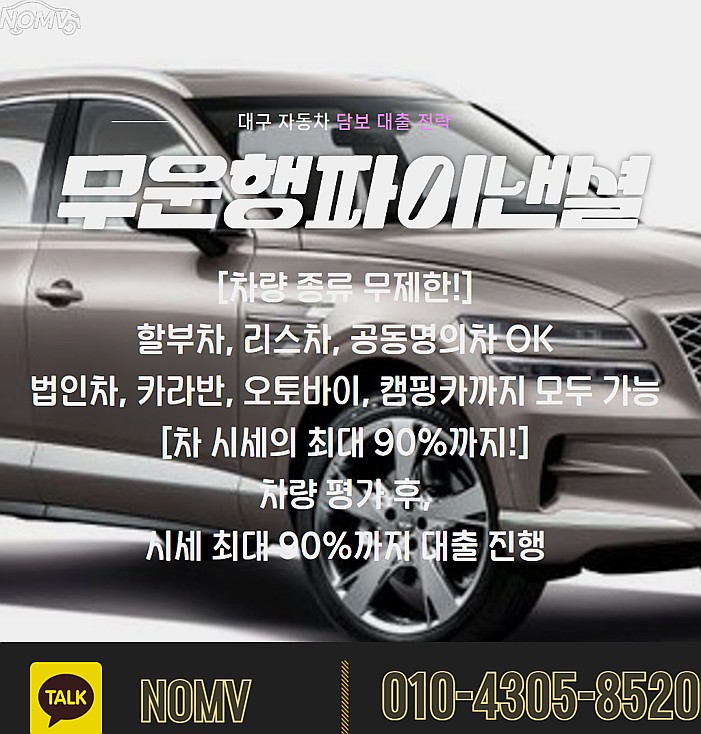 NOMV
대구 자동차 담보 대출 전략
무운행파이낸셜
[차량 종류 무제한!]
할부차, 리스차, 공동명의차 OK
법인차, 카라반, 오토바이, 캠핑카까지 모두 가능
[차 시세의 최대 90%까지!]
차량 평가 후,
시세 최대 90%까지 대출 진행
TALK NOMV 010-4305-8520